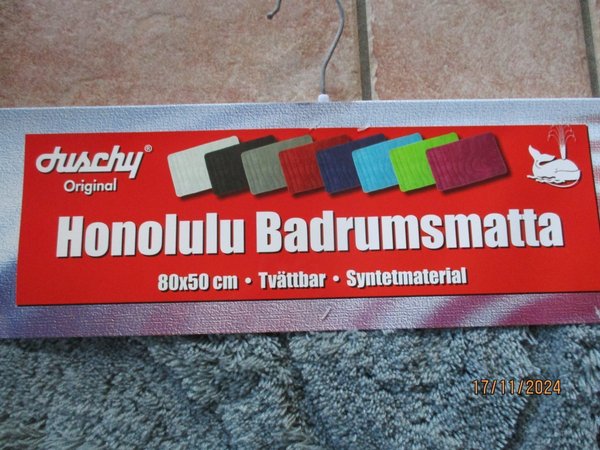 duschy
Original
Honolulu Badrumsmatta
80x50 cm • Tvättbar • Syntetmaterial
17/11/2024